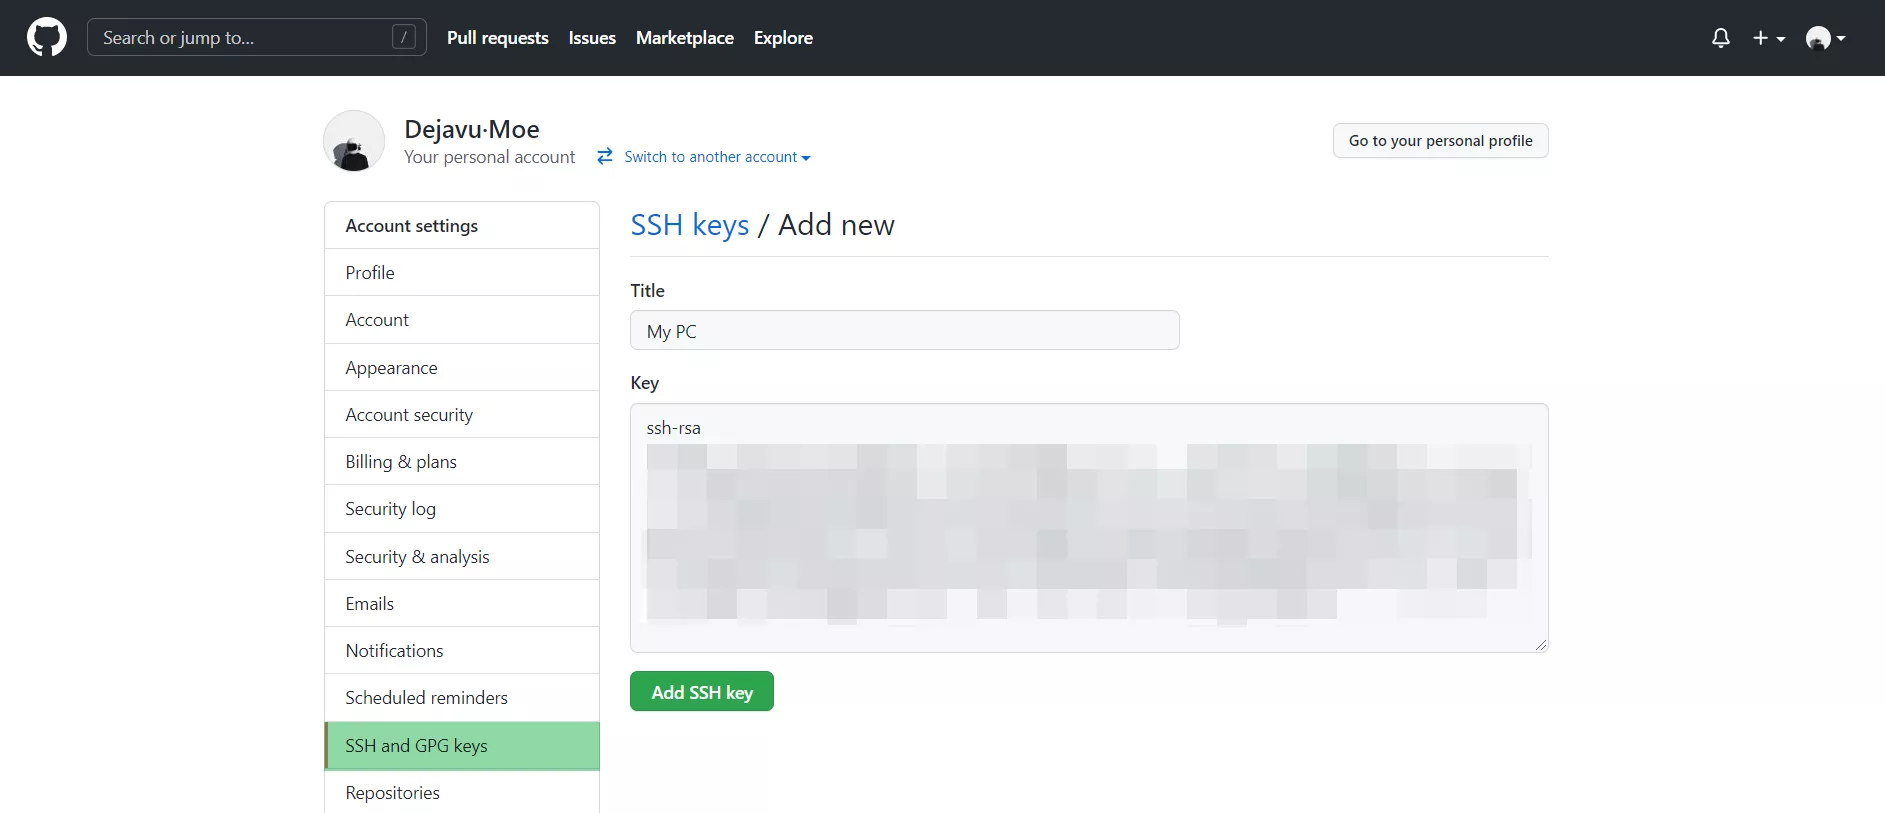 Search or jump to... /
Pull requests Issues Marketplace Explore
Dejavu·Moe
Your personal account Switch to another account
Go to your personal profile
Account settings
Profile
Account
Appearance
Account security
Billing & plans
Security log
Security & analysis
Emails
Notifications
Scheduled reminders
SSH and GPG keys
Repositories
SSH keys / Add new
Title
My PC
Key
ssh-rsa
Add SSH key